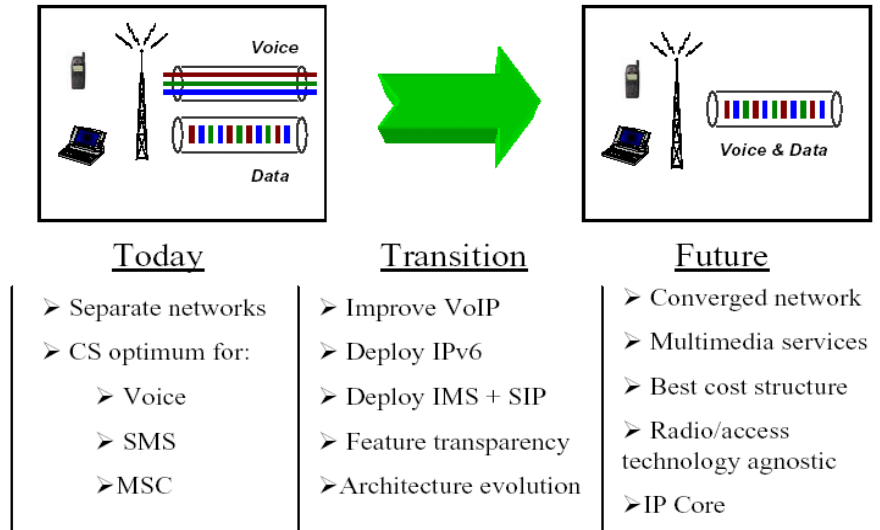 Voice
Data
Voice & Data
Today
➢ Separate networks
➢ CS optimum for:
➢ Voice
➢ SMS
➢MSC
Transition
➢ Improve VoIP
➢ Deploy IPv6
➢ Deploy IMS + SIP
➢ Feature transparency
➢Architecture evolution
Future
➢ Converged network
➢ Multimedia services
➢ Best cost structure
➢ Radio/access
technology agnostic
➢IP Core